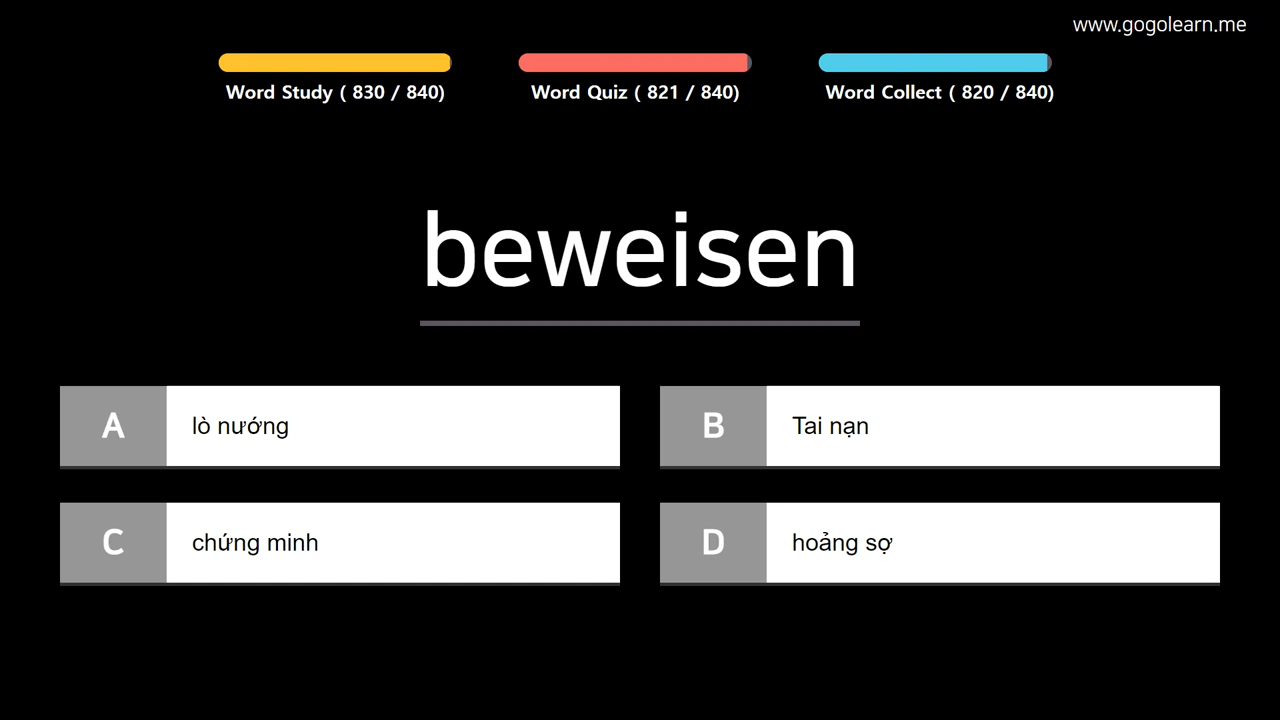 www.gogolearn.me
Word Study ( 830 / 840)
Word Quiz ( 821 / 840)
Word Collect ( 820 / 840)
beweisen
A lò nướng
B Tai nạn
C chứng minh
D hoảng sợ